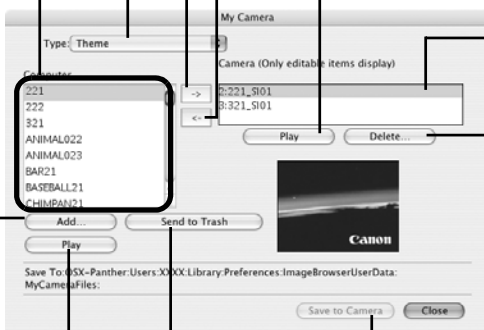 My Camera
Type: Theme
Computer
Camera (Only editable items display)
221
222
321
ANIMAL022
ANIMAL023
BAR21
BASEBALL21
CHIMPAN21
->
<-
2:221_SI01
3:321_SI01
Play
Delete...
Add...
Send to Trash
Play
Canon
Save To:OSX-Panther:Users:XXXX:Library:Preferences:ImageBrowserUserData:
MyCameraFiles:
Save to Camera
Close